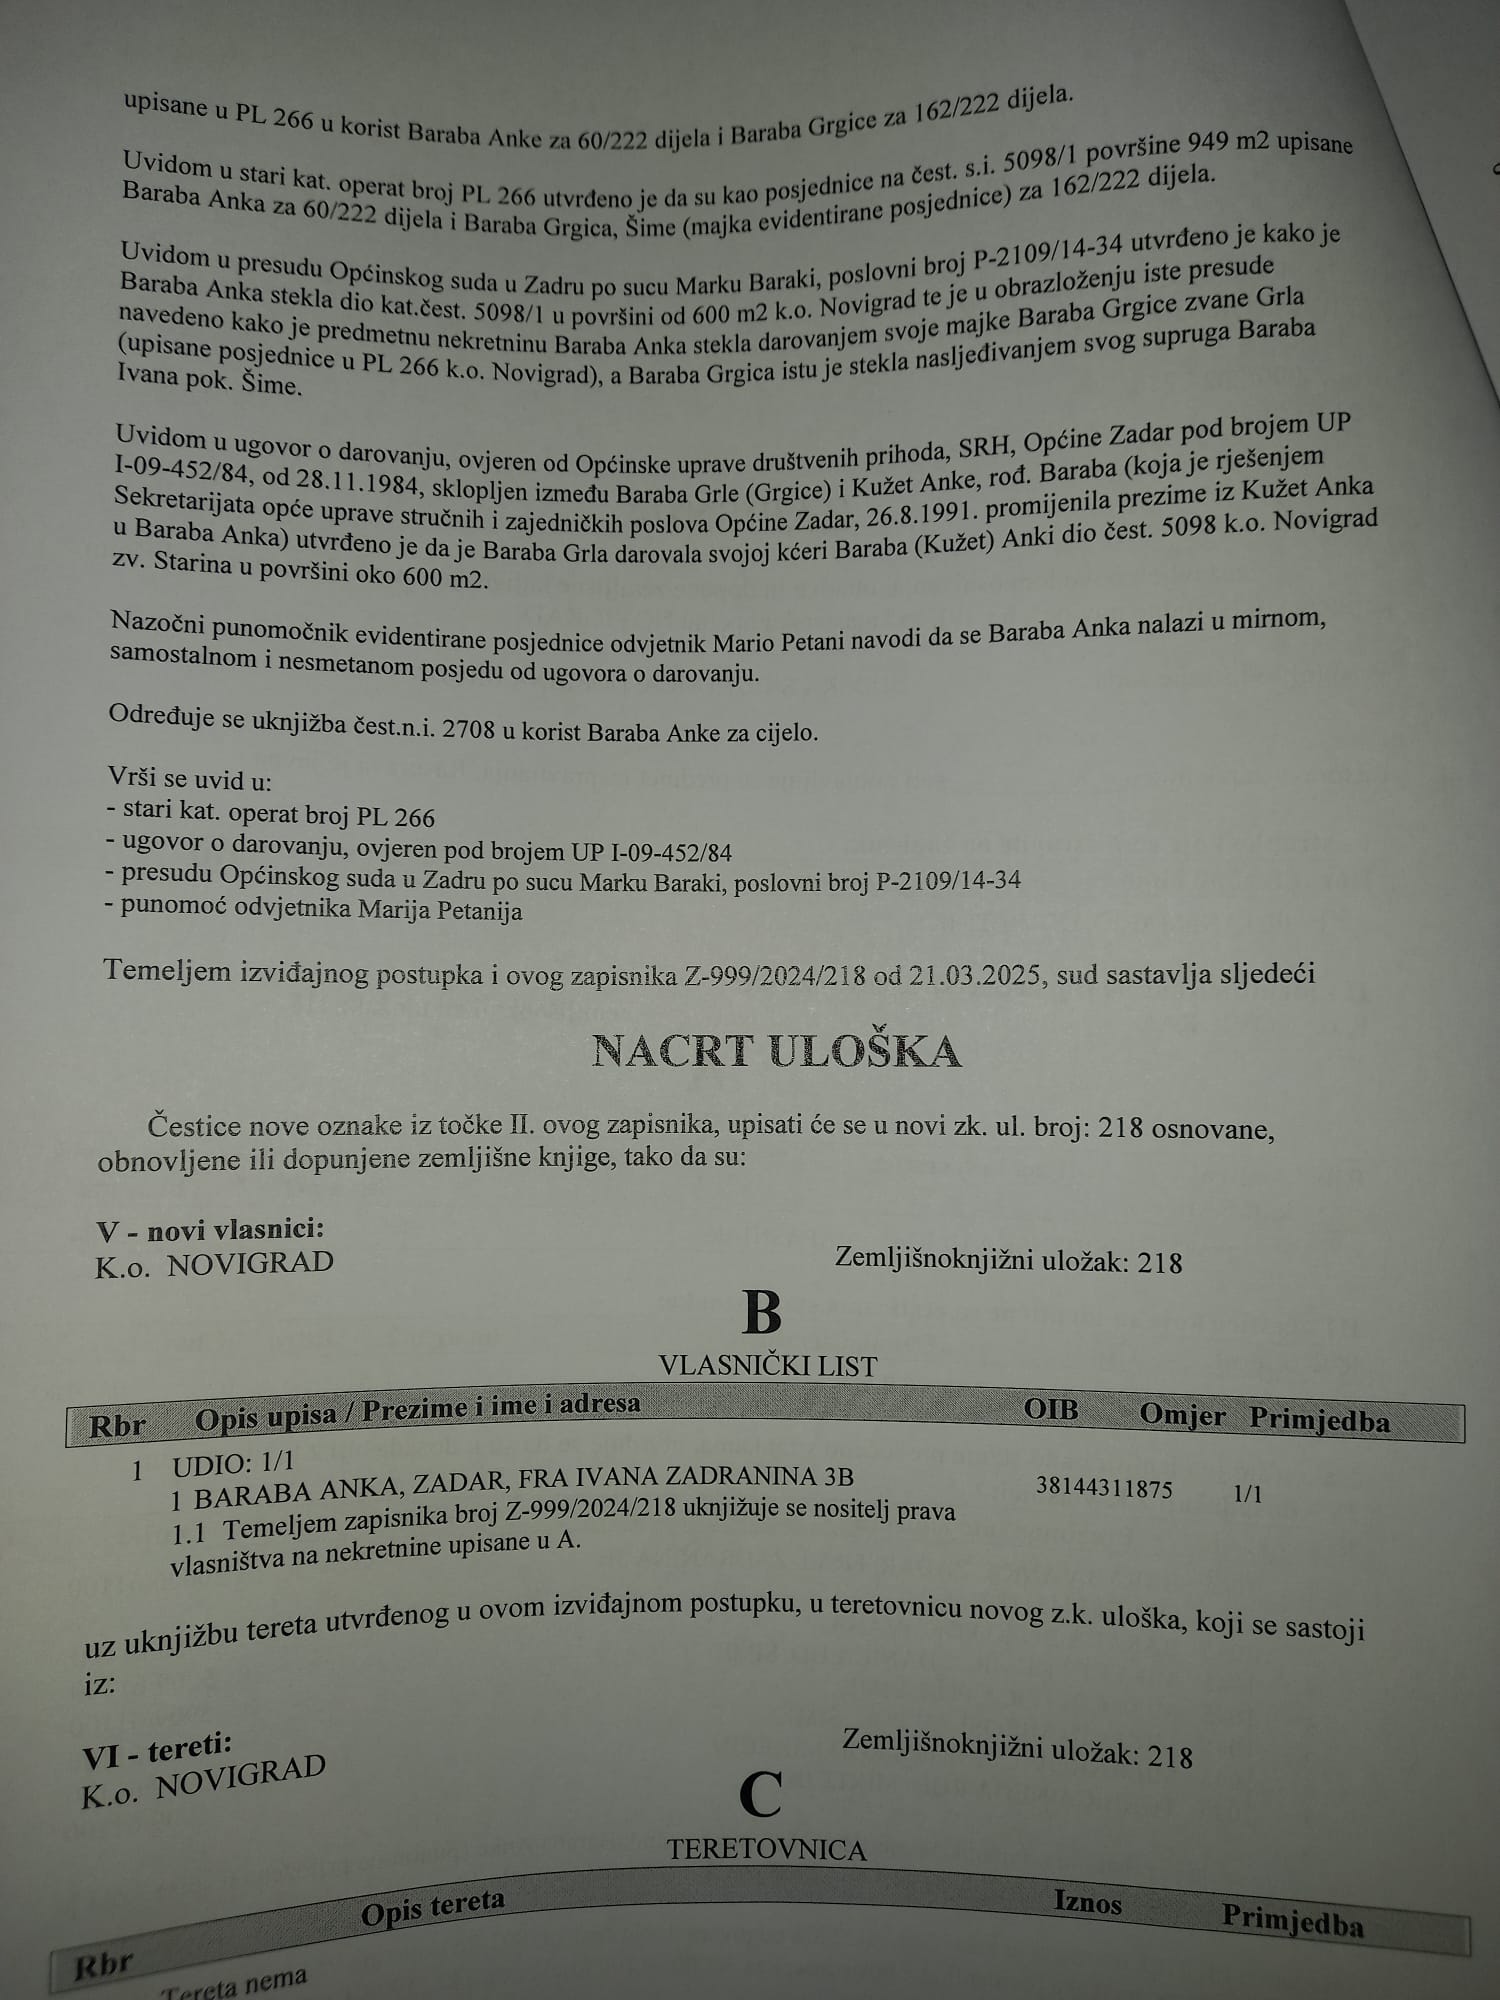 upisane u PL 266 u korist Baraba Anke za 60/222 dijela i Baraba Grgice za 162/222 dijela.
Uvidom u stari kat. operat broj PL 266 utvrđeno je da su kao posjednice na čest. s.i. 5098/1 površine 949 m2 upisane
Baraba Anka za 60/222 dijela i Baraba Grgica, Šime (majka evidentirane posjednice) za 162/222 dijela.
Uvidom u presudu Općinskog suda u Zadru po sucu Marku Baraki, poslovni broj P-2109/14-34 utvrđeno je kako je
Baraba Anka stekla dio kat.čest. 5098/1 u površini od 600 m2 k.o. Novigrad te je u obrazloženju iste presude
navedeno kako je predmetnu nekretninu Baraba Anka stekla darovanjem svoje majke Baraba Grgice zvane Grla
(upisane posjednice u PL 266 k.o. Novigrad), a Baraba Grgica istu je stekla nasljeđivanjem svog supruga Baraba
Ivana pok. Šime.
Uvidom u ugovor o darovanju, ovjeren od Općinske uprave društvenih prihoda, SRH, Općine Zadar pod brojem UP
I-09-452/84, od 28.11.1984, sklopljen između Baraba Grle (Grgice) i Kužet Anke, rođ. Baraba (koja je rješenjem
Sekretarijata opće uprave stručnih i zajedničkih poslova Općine Zadar, 26.8.1991. promijenila prezime iz Kužet Anka
u Baraba Anka) utvrđeno je da je Baraba Grla darovala svojoj kćeri Baraba (Kužet) Anki dio čest. 5098 k.o. Novigrad
zv. Starina u površini oko 600 m2.
Nazočni punomočnik evidentirane posjednice odvjetnik Mario Petani navodi da se Baraba Anka nalazi u mirnom,
samostalnom i nesmetanom posjedu od ugovora o darovanju.
Određuje se uknjižba čest.n.i. 2708 u korist Baraba Anke za cijelo.
Vrši se uvid u:
- stari kat. operat broj PL 266
- ugovor o darovanju, ovjeren pod brojem UP I-09-452/84
- presudu Općinskog suda u Zadru po sucu Marku Baraki, poslovni broj P-2109/14-34
- punomoć odvjetnika Marija Petanija
Temeljem izviđajnog postupka i ovog zapisnika Z-999/2024/218 od 21.03.2025, sud sastavlja sljedeći
NACRT ULOŠKA
Čestice nove oznake iz točke II. ovog zapisnika, upisati će se u novi zk. ul. broj: 218 osnovane,
obnovljene ili dopunjene zemljišne knjige, tako da su:
V - novi vlasnici:
K.o. NOVIGRAD Zemljišnoknjižni uložak: 218
B
VLASNIČKI LIST
Rbr Opis upisa / Prezime i ime i adresa OIB Omjer Primjedba
1 UDIO: 1/1
1 BARABA ANKA, ZADAR, FRA IVANA ZADRANINA 3B 38144311875 1/1
1.1 Temeljem zapisnika broj Z-999/2024/218 uknjižuje se nositelj prava
vlasništva na nekretnine upisane u A.
uz uknjižbu tereta utvrđenog u ovom izviđajnom postupku, u teretovnicu novog z.k. uloška, koji se sastoji
iz:
VI - tereti:
K.o. NOVIGRAD Zemljišnoknjižni uložak: 218
C
TERETOVNICA
Rbr Opis tereta Iznos Primjedba
Tereta nema